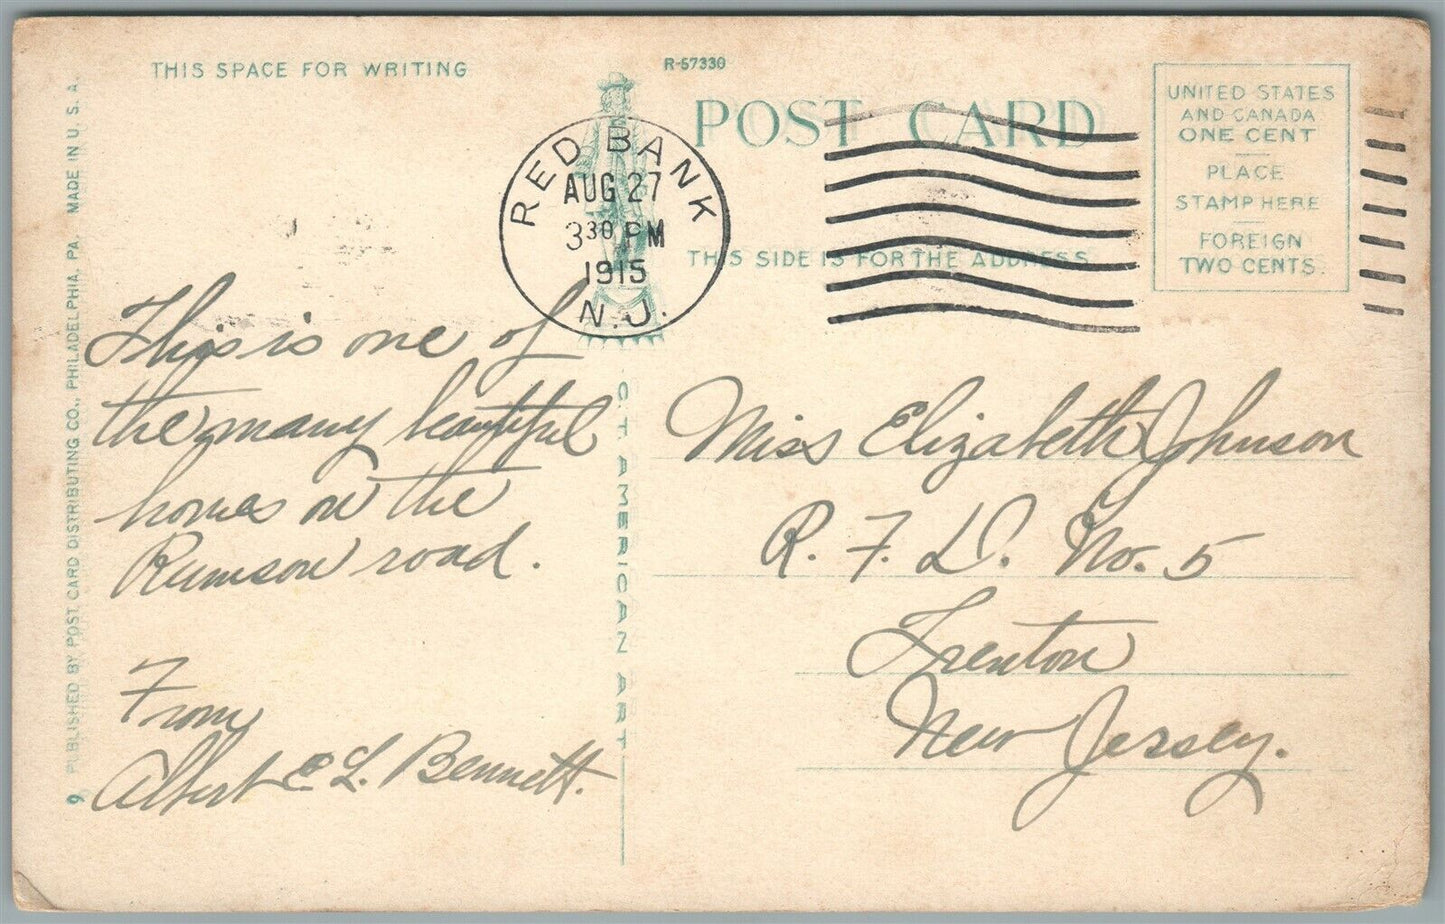 THIS SPACE FOR WRITING
R-57330
POST CARD
UNITED STATES
AND CANADA
ONE CENT
PLACE
STAMP HERE
FOREIGN
TWO CENTS.
RED BANK
AUG 27
3 30 PM
1915
N.J.
THIS SIDE IS FOR THE ADDRESS
This is one of
the many beautiful
homes on the
Rumson road.
From
Albert E. L. Bennett.
Miss Elizabeth Johnson
R. F. D. No. 5
Trenton
New Jersey.
C.T. AMERICAN ART
9 PUBLISHED BY POST CARD DISTRIBUTING CO., PHILADELPHIA, PA. MADE IN U. S. A.